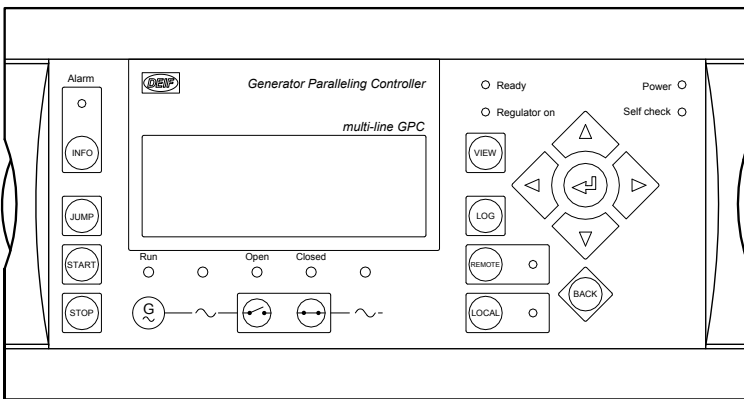 Alarm
INFO
JUMP
START
STOP
DEIF
Generator Paralleling Controller
multi-line GPC
Run
Open
Closed
G
Ready
Power
Regulator on
Self check
VIEW
LOG
REMOTE
LOCAL
BACK